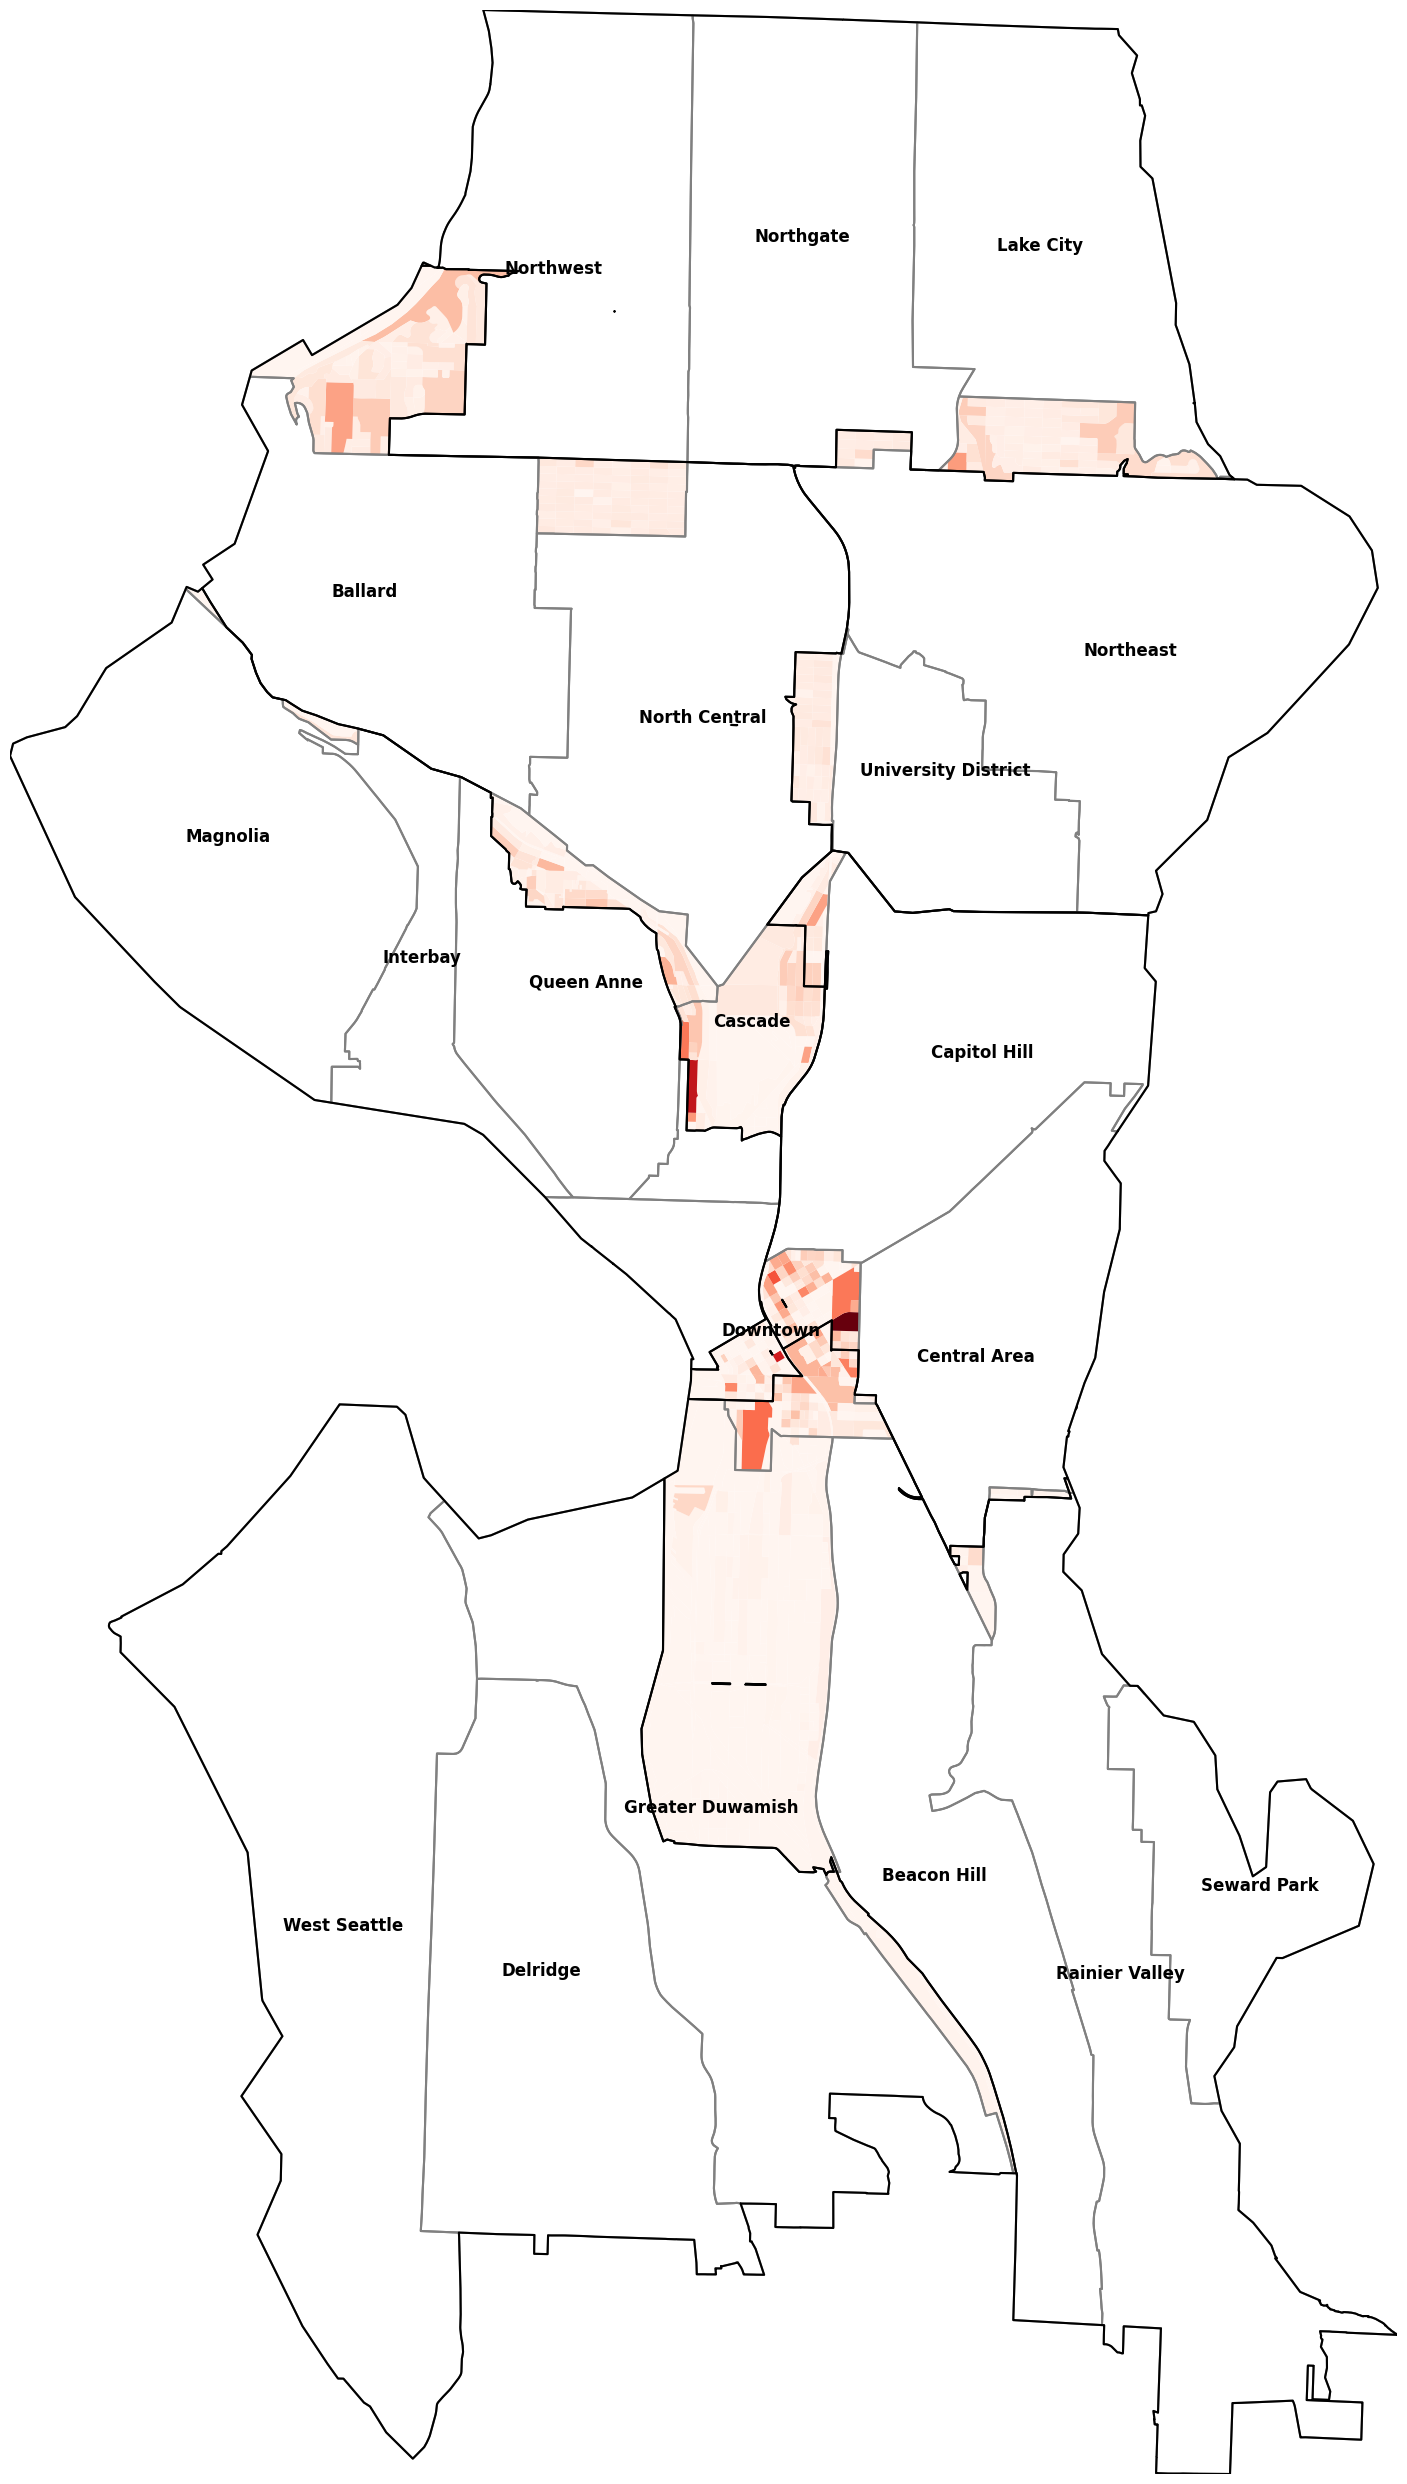 Northgate
Lake City
Northwest
Ballard
Northeast
North Central
University District
Magnolia
Interbay
Queen Anne
Cascade
Capitol Hill
Downtown
Central Area
Greater Duwamish
Beacon Hill
Seward Park
West Seattle
Delridge
Rainier Valley